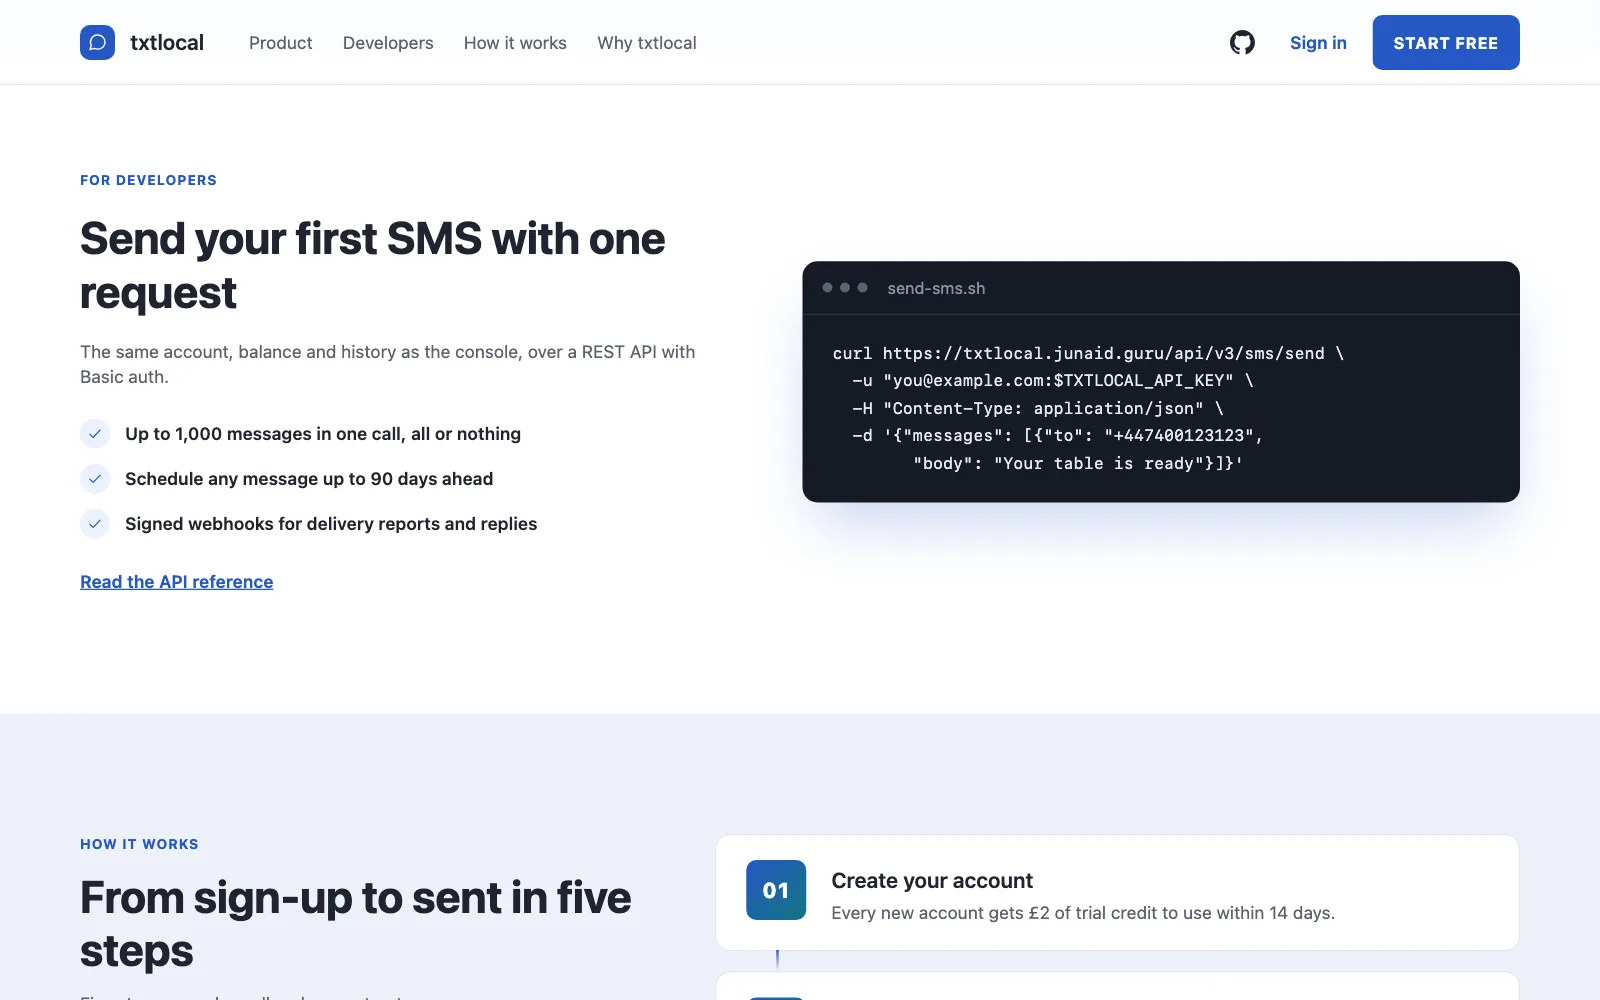 txtlocal
Product
Developers
How it works
Why txtlocal
Sign in
START FREE
FOR DEVELOPERS
Send your first SMS with one
request
The same account, balance and history as the console, over a REST API with
Basic auth.
Up to 1,000 messages in one call, all or nothing
Schedule any message up to 90 days ahead
Signed webhooks for delivery reports and replies
Read the API reference
send-sms.sh
curl https://txtlocal.junaid.guru/api/v3/sms/send \
-u "you@example.com:$TXTLOCAL_API_KEY" \
-H "Content-Type: application/json" \
-d '{"messages": [{"to": "+447400123123",
"body": "Your table is ready"}]}'
HOW IT WORKS
From sign-up to sent in five
steps
01
Create your account
Every new account gets £2 of trial credit to use within 14 days.